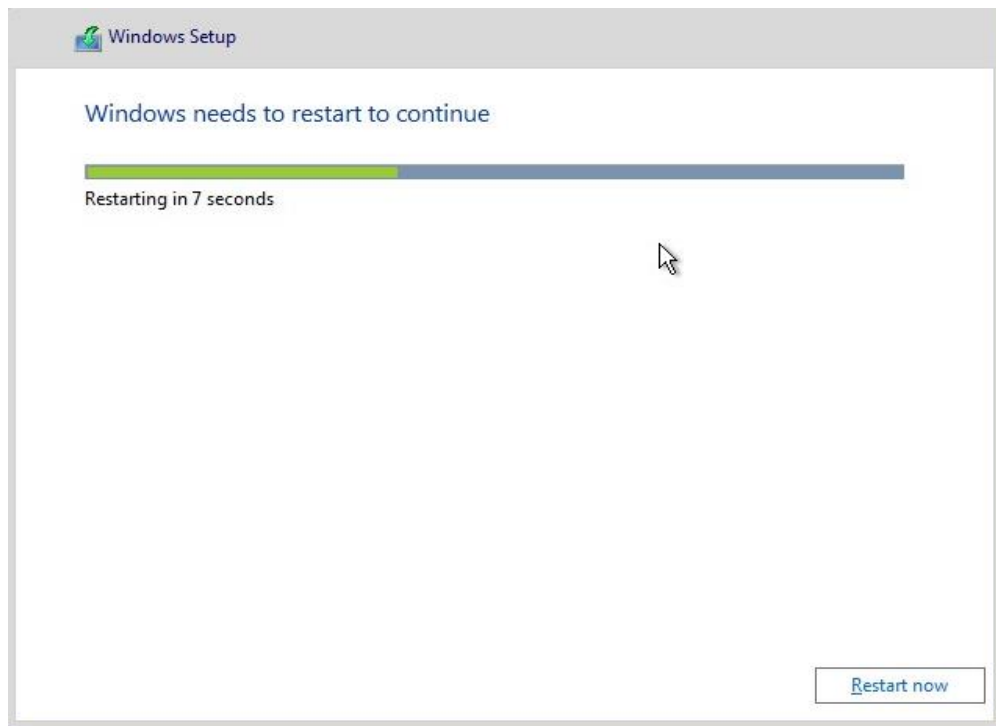 Windows Setup
Windows needs to restart to continue
Restarting in 7 seconds
Restart now